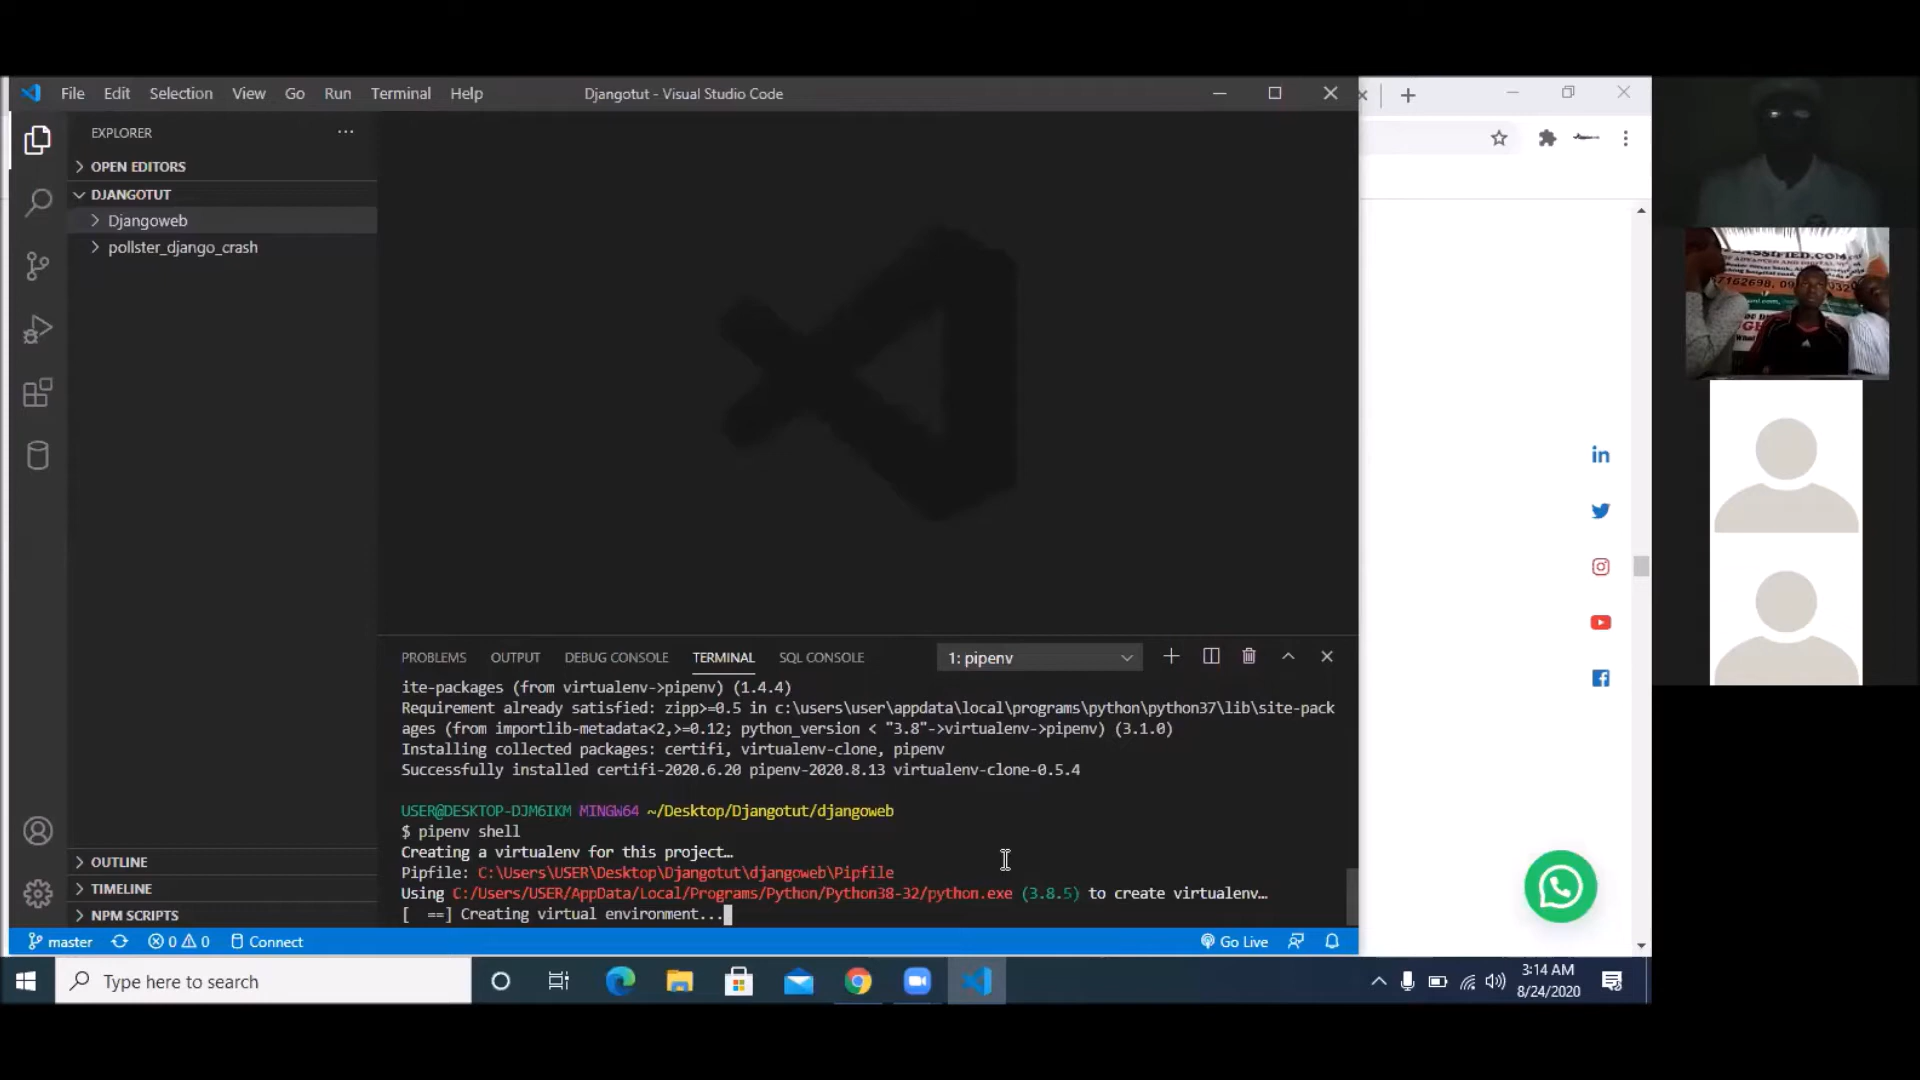 File Edit Selection View Go Run Terminal Help
Djangotut - Visual Studio Code
EXPLORER
OPEN EDITORS
DJANGOTUT
Djangoweb
pollster_django_crash
OUTLINE
TIMELINE
NPM SCRIPTS
PROBLEMS OUTPUT DEBUG CONSOLE TERMINAL SQL CONSOLE
1: pipenv
ite-packages (from virtualenv->pipenv) (1.4.4)
Requirement already satisfied: zipp>=0.5 in c:\users\user\appdata\local\programs\python\python37\lib\site-pack
ages (from importlib-metadata<2,>=0.12; python_version < "3.8"->virtualenv->pipenv) (3.1.0)
Installing collected packages: certifi, virtualenv-clone, pipenv
Successfully installed certifi-2020.6.20 pipenv-2020.8.13 virtualenv-clone-0.5.4
USER@DESKTOP-DJM6IKM MINGW64 ~/Desktop/Djangotut/djangoweb
$ pipenv shell
Creating a virtualenv for this project…
Pipfile: C:\Users\USER\Desktop\Djangotut\djangoweb\Pipfile
Using C:/Users/USER/AppData/Local/Programs/Python/Python38-32/python.exe (3.8.5) to create virtualenv…
[  ==] Creating virtual environment...
master 0 0 Connect
Go Live
Type here to search
3:14 AM
8/24/2020
in